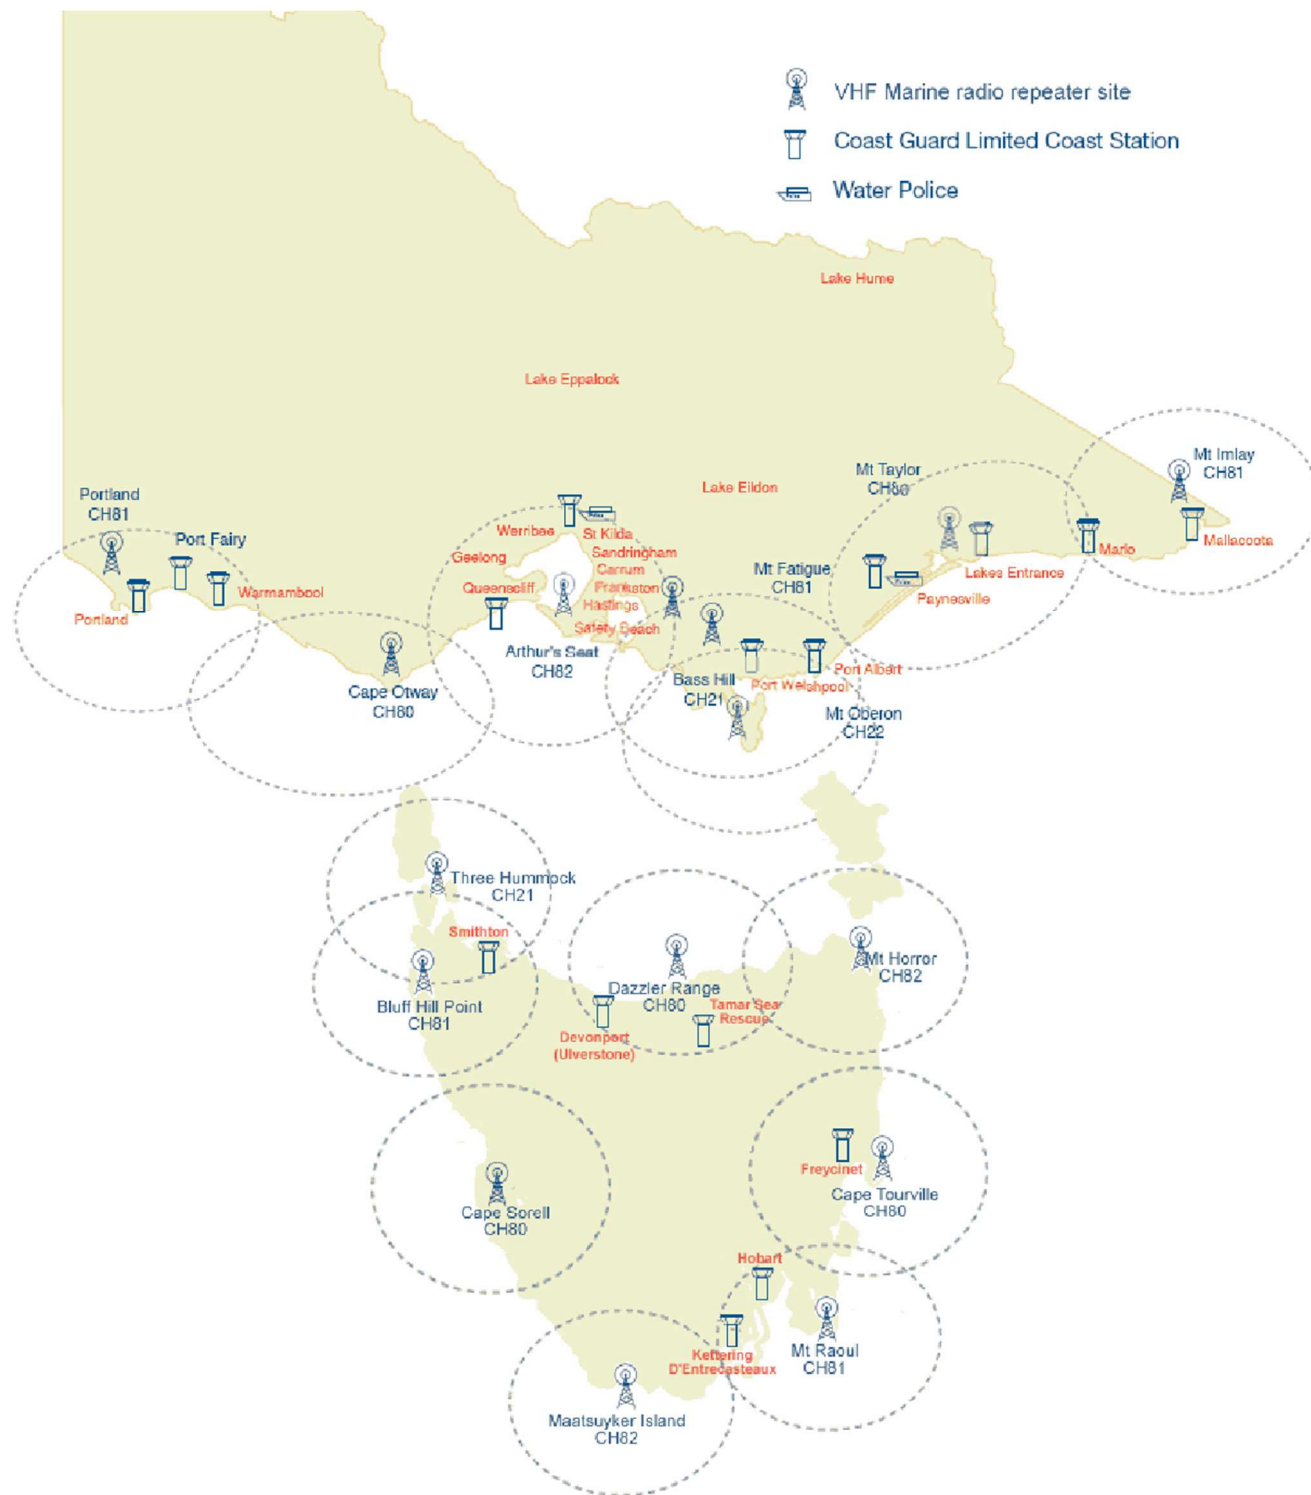 VHF Marine radio repeater site
Coast Guard Limited Coast Station
Water Police
Lake Hume
Lake Eppalock
Lake Eildon
Mt Imlay
CH81
Mt Taylor
CH80
Portland
CH81
Port Fairy
Werribee
St Kilda
Sandringham
Carrum
Frankston
Hastings
Safety Beach
Geelong
Queenscliff
Mt Fatigue
CH81
Marlo
Mallacoota
Lakes Entrance
Paynesville
Portland
Warrnambool
Arthur's Seat
CH82
Cape Otway
CH80
Bass Hill
CH21
Port Welshpool
Port Albert
Mt Oberon
CH22
Three Hummock
CH21
Smithton
Bluff Hill Point
CH81
Dazzler Range
CH80
Mt Horror
CH82
Tamar Sea
Rescue
Devonport
(Ulverstone)
Freycinet
Cape Tourville
CH80
Cape Sorell
CH80
Hobart
Kettering
D'Entrecasteaux
Mt Raoul
CH81
Maatsuyker Island
CH82